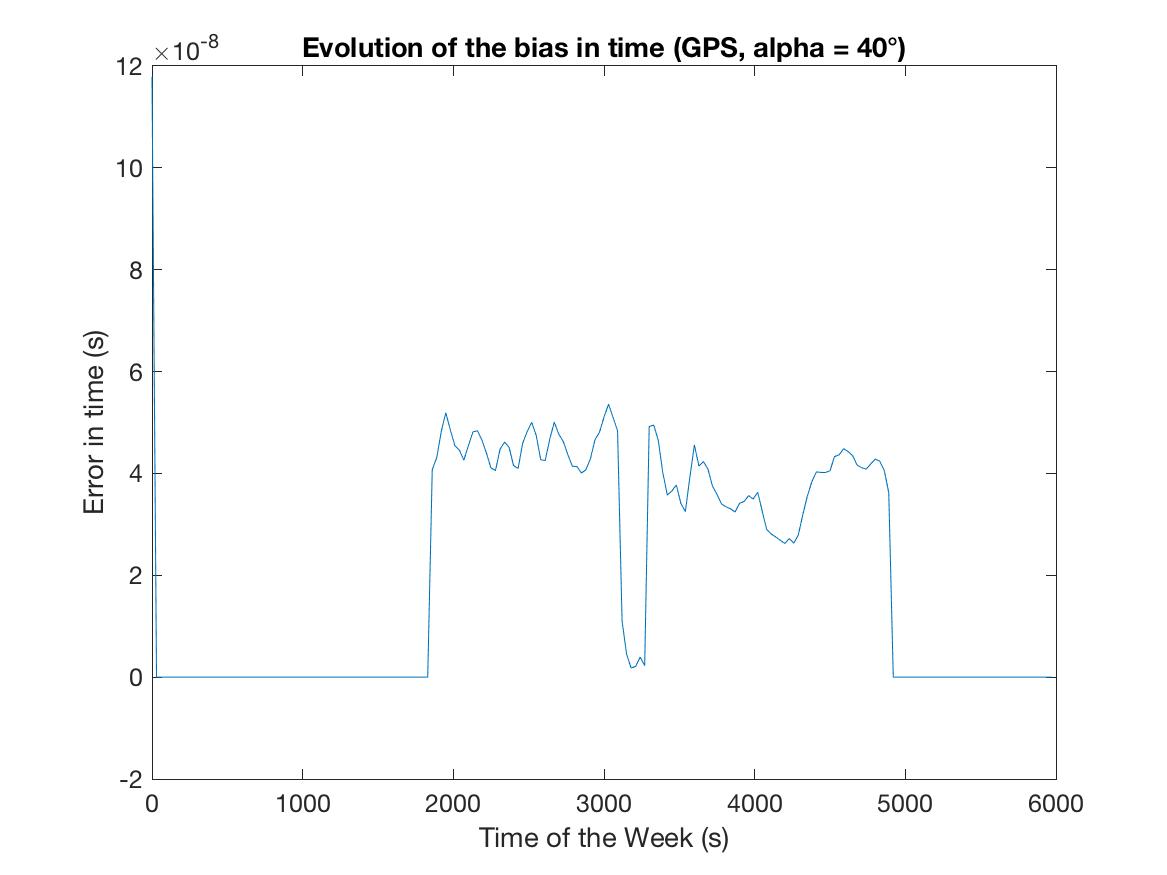 ×10-8
Evolution of the bias in time (GPS, alpha = 40°)
12
10
8
6
4
2
0
-2
Error in time (s)
0 1000 2000 3000 4000 5000 6000
Time of the Week (s)